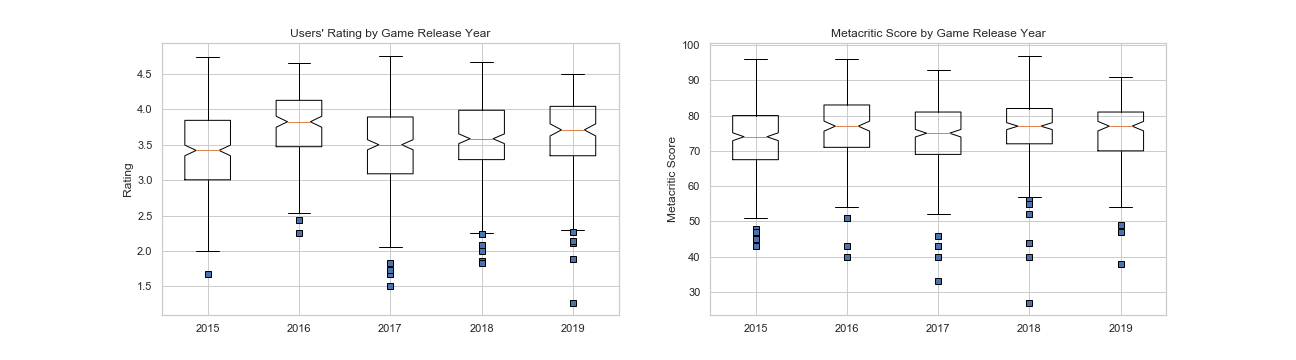 Users' Rating by Game Release Year
Rating
4.5
4.0
3.5
3.0
2.5
2.0
1.5
2015 2016 2017 2018 2019
Metacritic Score by Game Release Year
Metacritic Score
100
90
80
70
60
50
40
30
2015 2016 2017 2018 2019